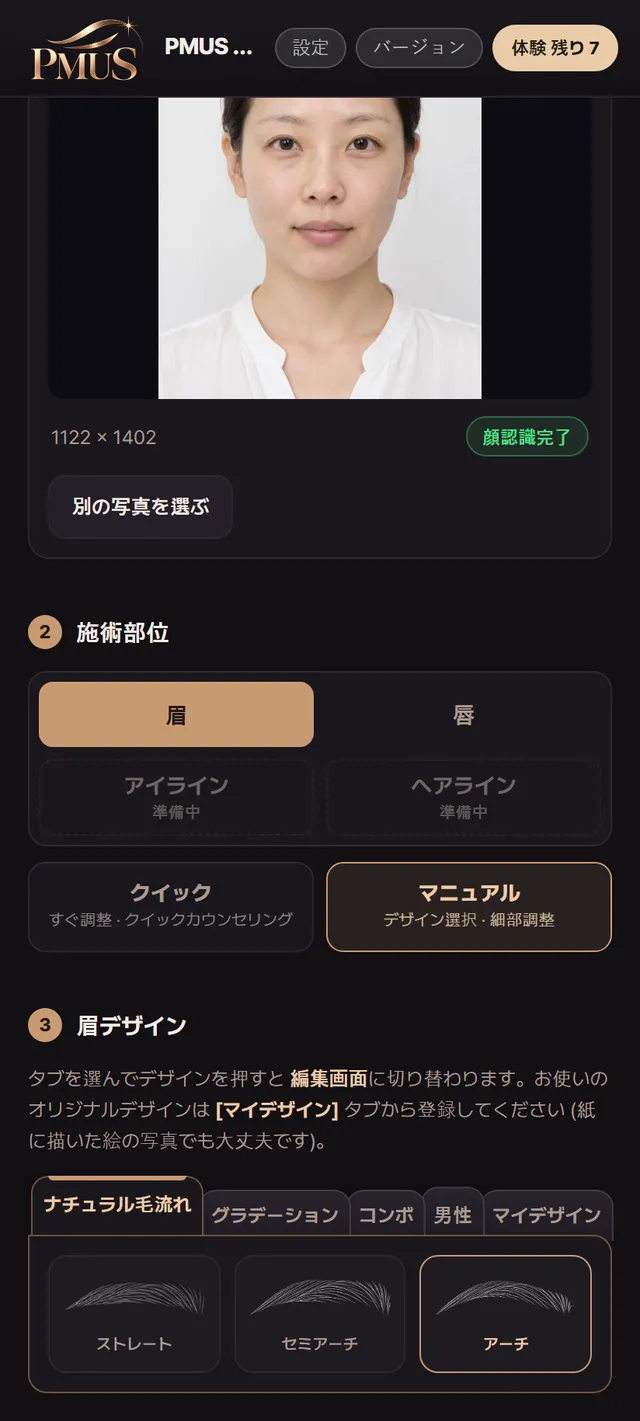 PMUS
PMUS ...
設定
バージョン
体験 残り 7
1122 × 1402
顔認識完了
別の写真を選ぶ
2 施術部位
眉
唇
アイライン
準備中
ヘアライン
準備中
クイック
すぐ調整 · クイックカウンセリング
マニュアル
デザイン選択 · 細部調整
3 眉デザイン
タブを選んでデザインを押すと 編集画面に切り替わります。お使いの
オリジナルデザインは [マイデザイン] タブから登録してください (紙
に描いた絵の写真でも大丈夫です)。
ナチュラル毛流れ
グラデーション
コンボ
男性
マイデザイン
ストレート
セミアーチ
アーチ